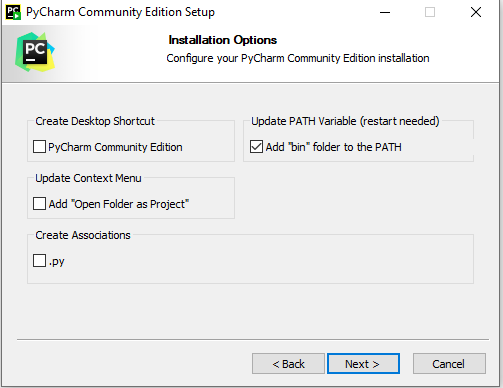 PyCharm Community Edition Setup
PC
Installation Options
Configure your PyCharm Community Edition installation
PC
Create Desktop Shortcut
PyCharm Community Edition
Update PATH Variable (restart needed)
Add "bin" folder to the PATH
Update Context Menu
Add "Open Folder as Project"
Create Associations
.py
< Back
Next >
Cancel